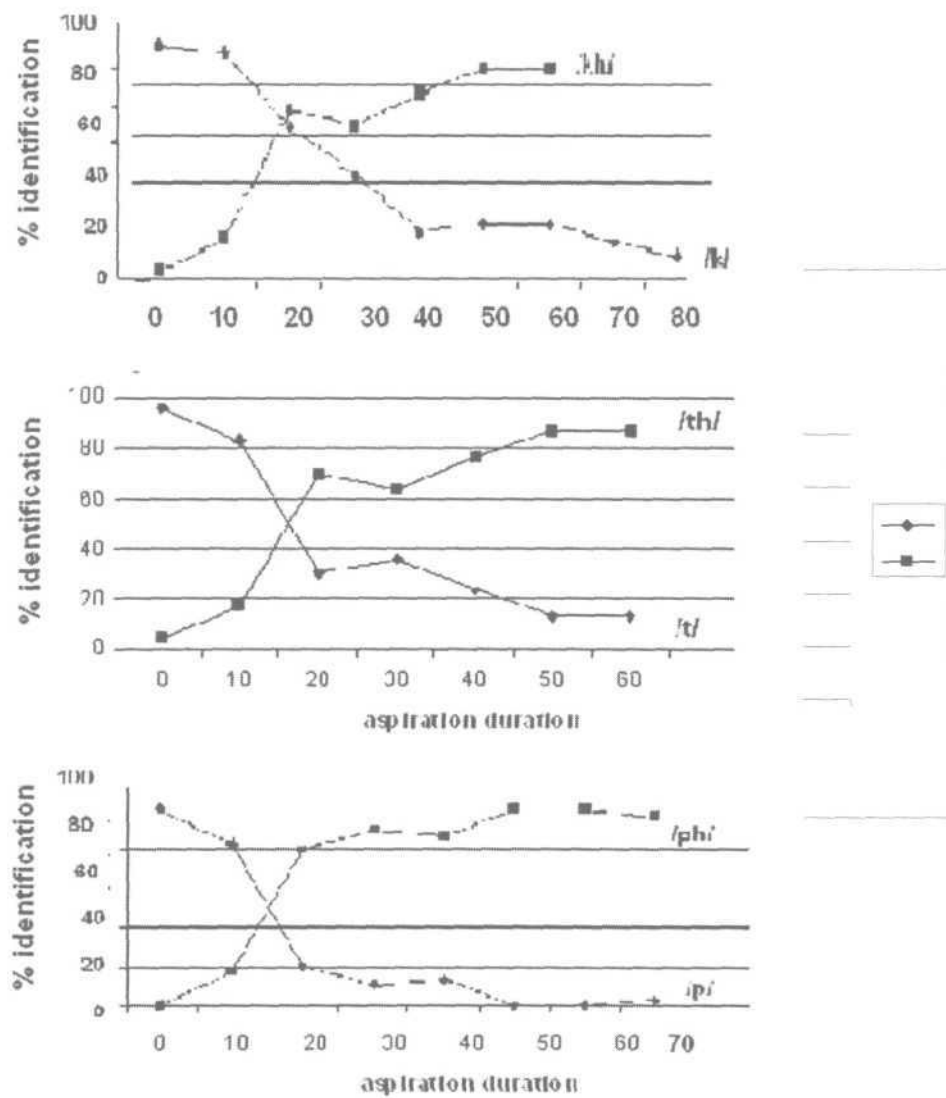 % identification
100
80
60
40
20
0
/kh/
/k/
0 10 20 30 40 50 60 70 80
% identification
100
80
60
40
20
0
/th/
/t/
0 10 20 30 40 50 60
aspiration duration
% identification
100
80
60
40
20
0
/ph/
/p/
0 10 20 30 40 50 60 70
aspiration duration